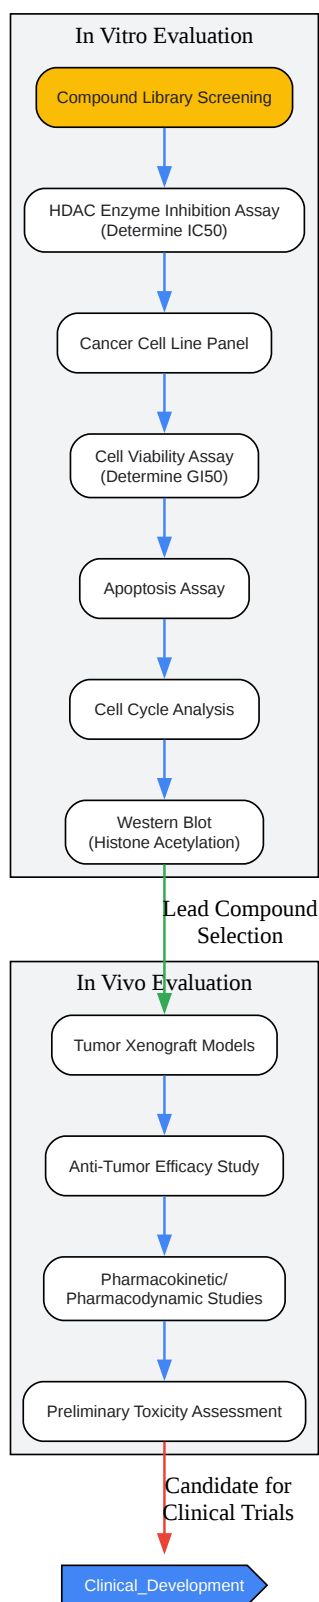 In Vitro Evaluation
Compound Library Screening
HDAC Enzyme Inhibition Assay
(Determine IC50)
Cancer Cell Line Panel
Cell Viability Assay
(Determine GI50)
Apoptosis Assay
Cell Cycle Analysis
Western Blot
(Histone Acetylation)
Lead Compound
Selection
In Vivo Evaluation
Tumor Xenograft Models
Anti-Tumor Efficacy Study
Pharmacokinetic/
Pharmacodynamic Studies
Preliminary Toxicity Assessment
Candidate for
Clinical Trials
Clinical_Development